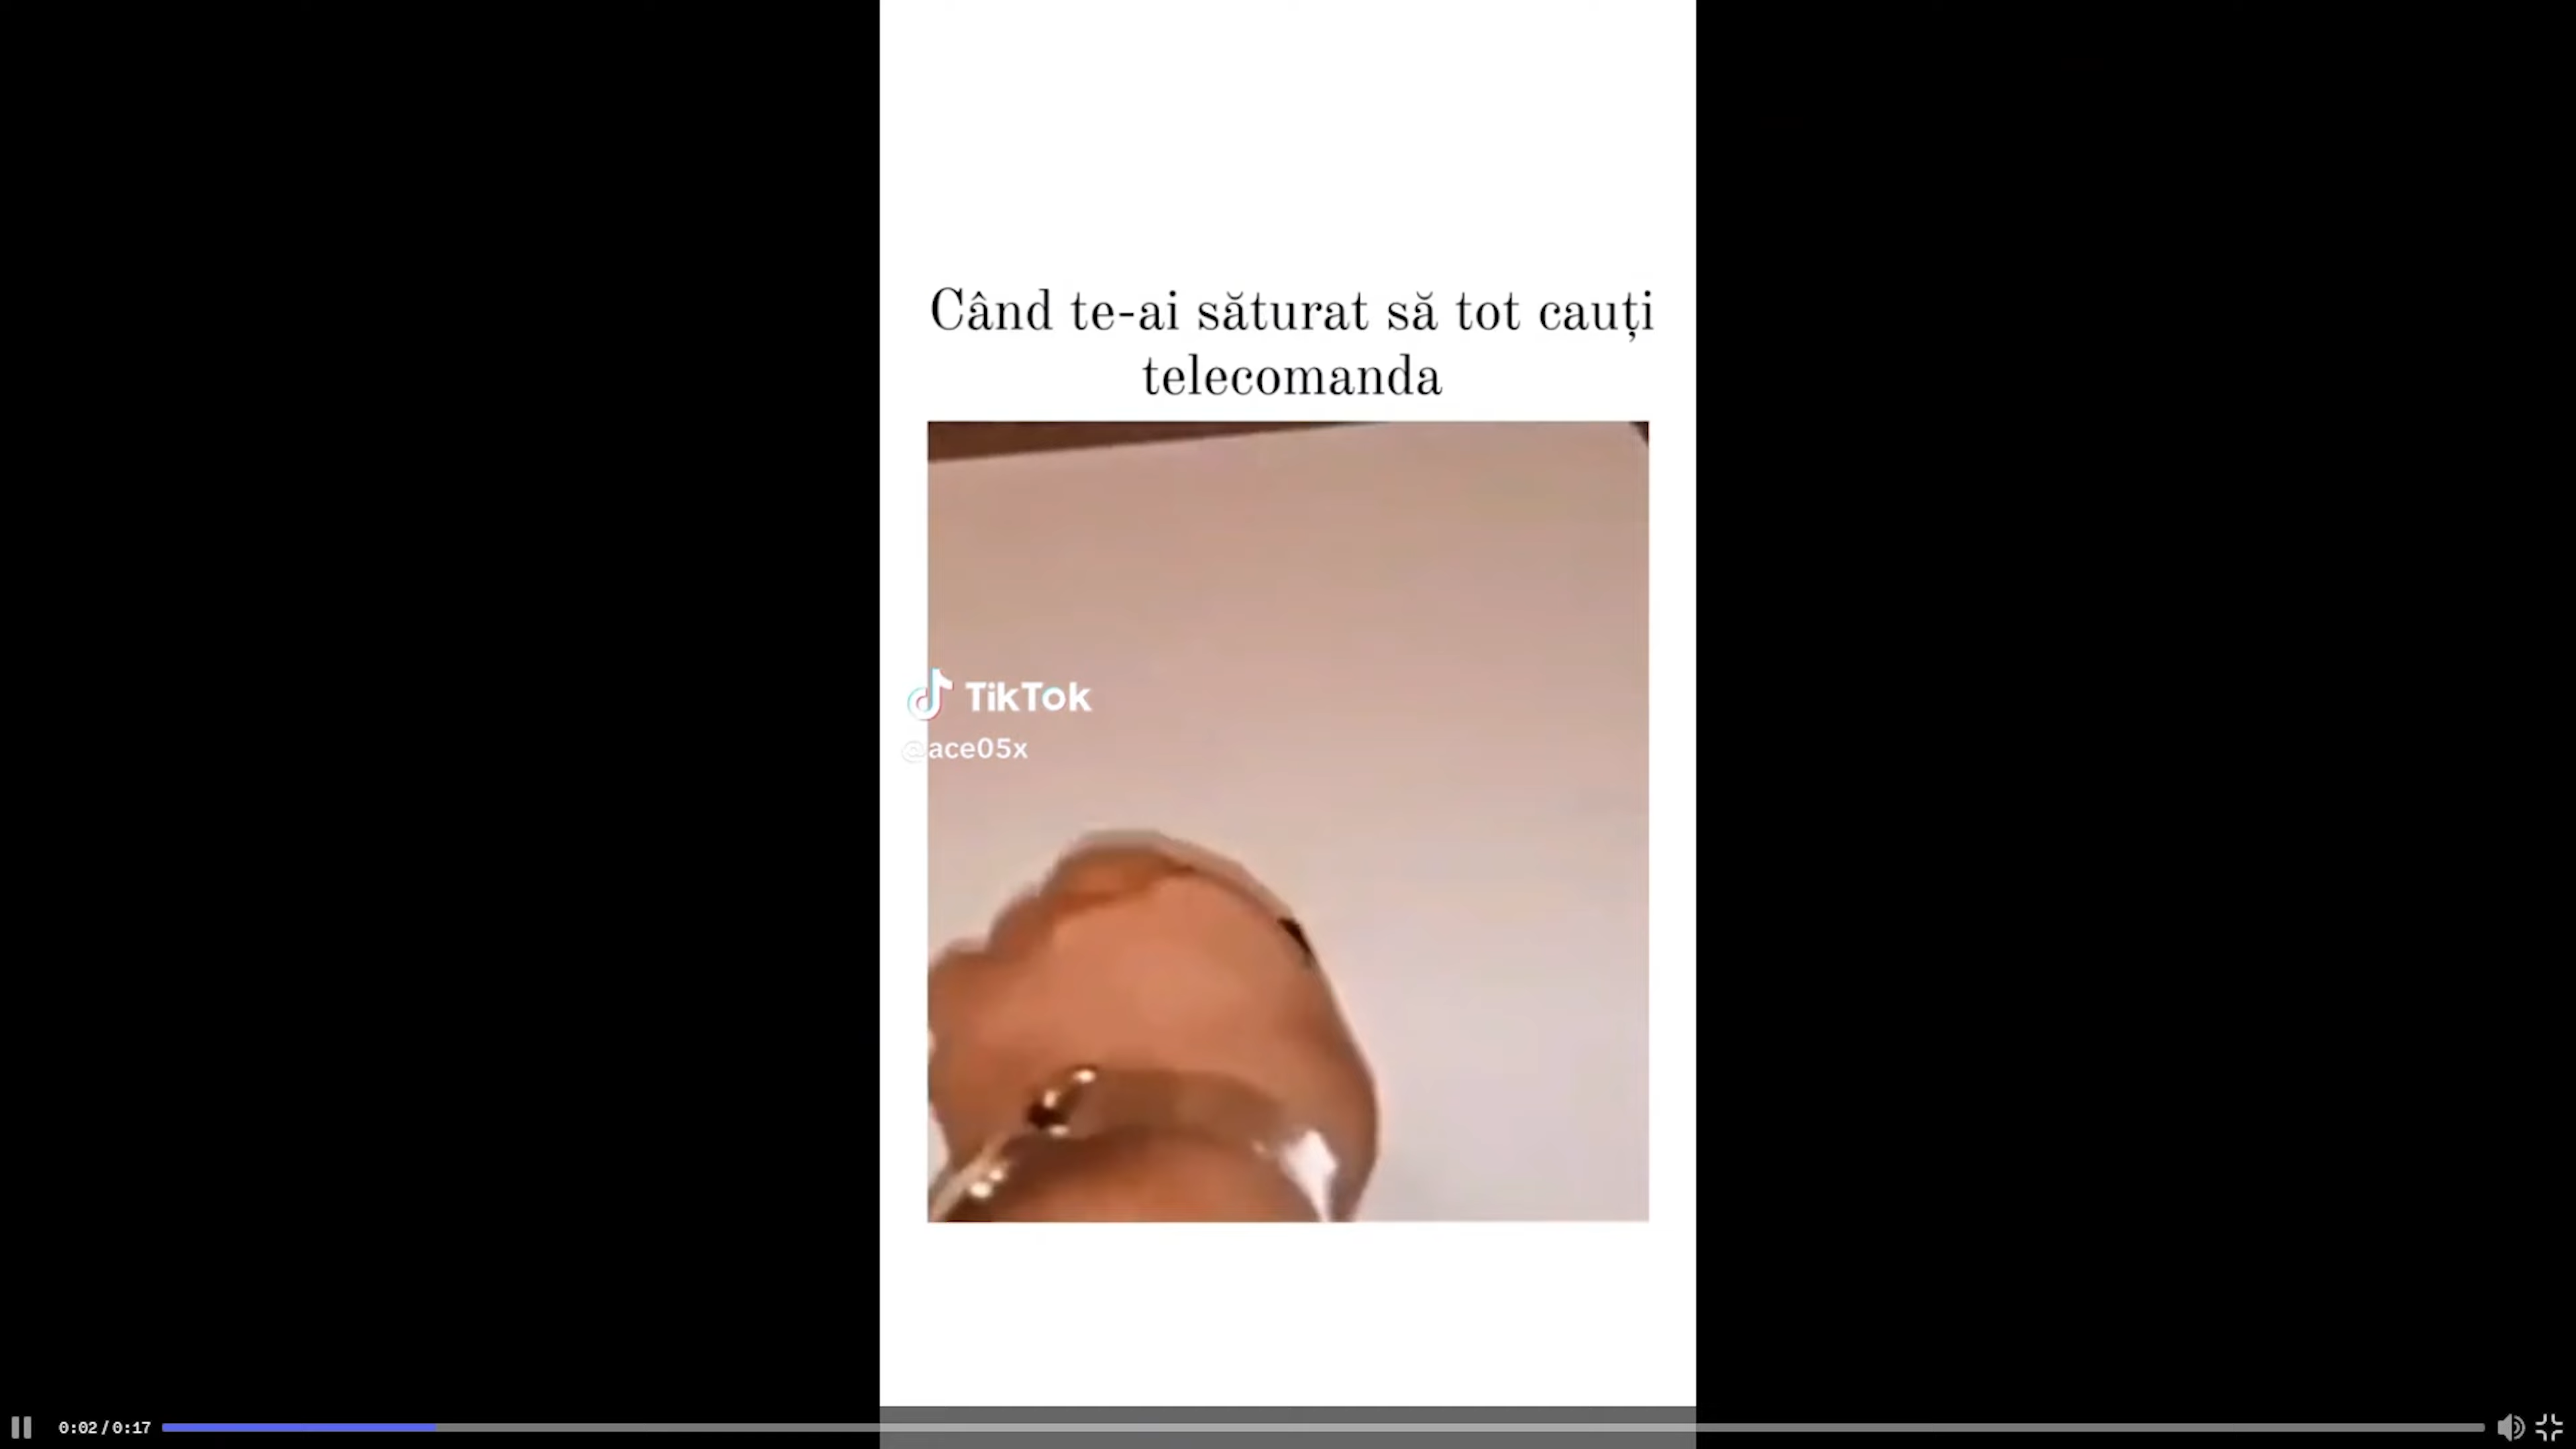 Când te-ai săturat să tot cauți
telecomanda
TikTok
@ace05x
0:02/0:17